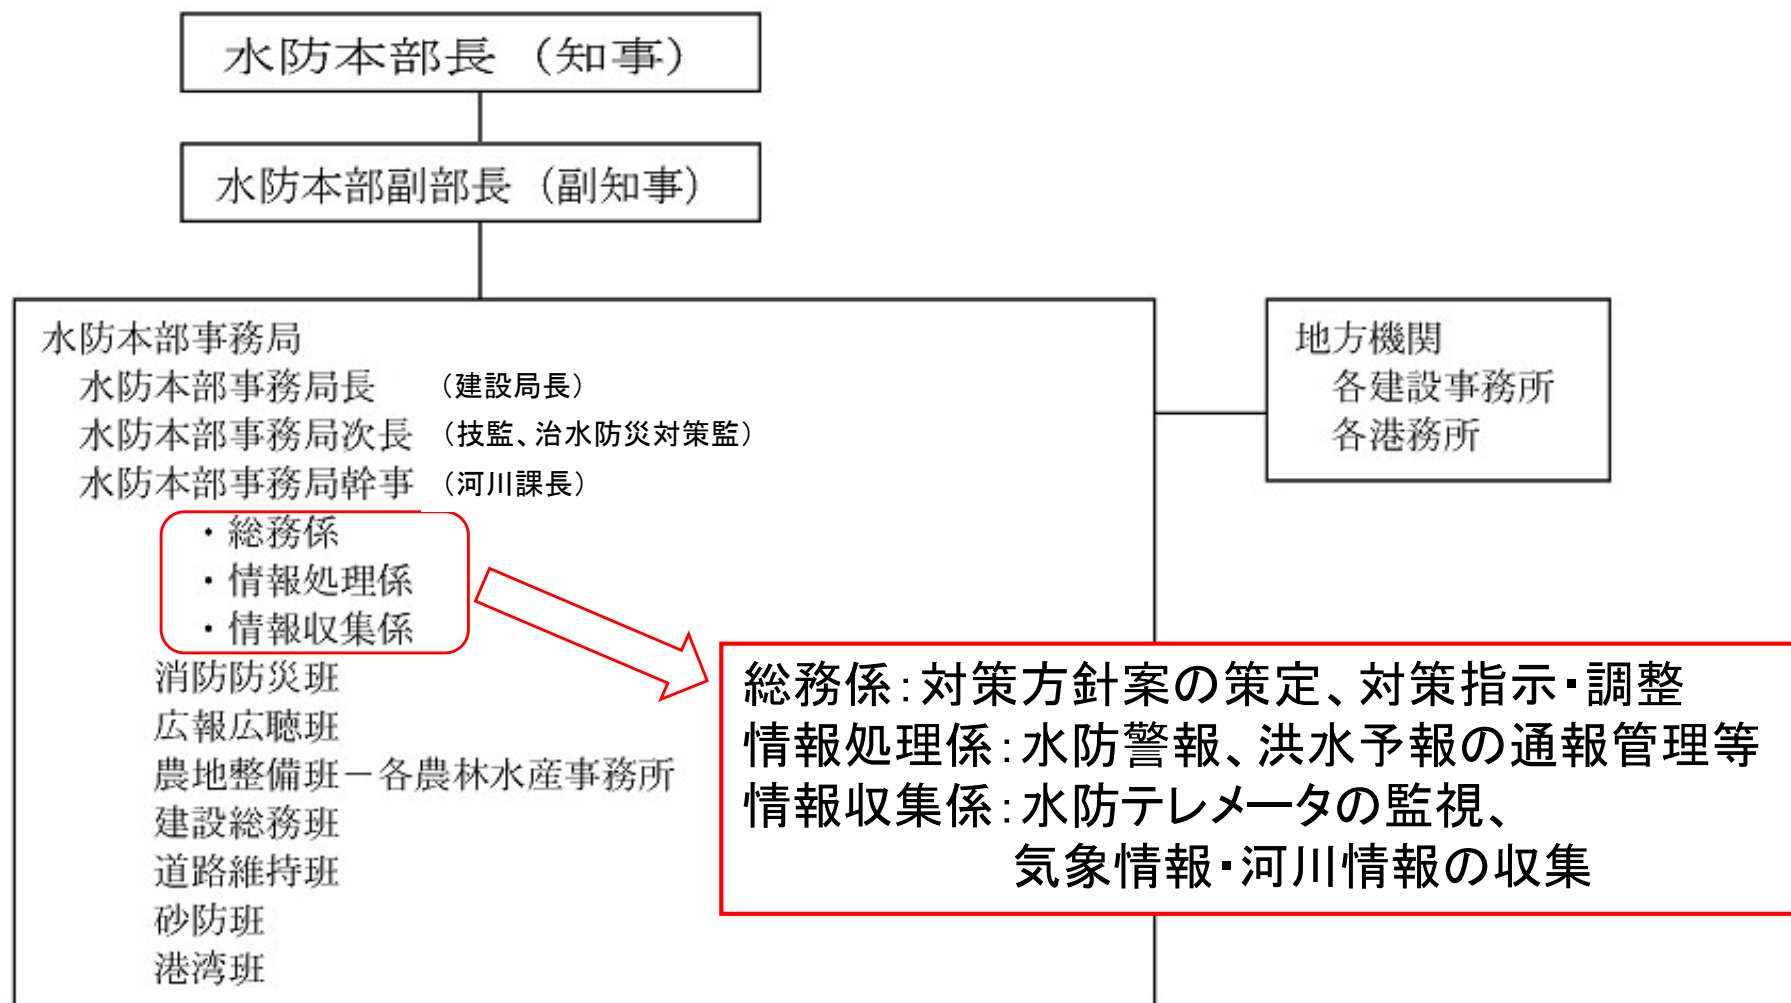 水防本部長（知事）
水防本部副部長（副知事）
水防本部事務局
水防本部事務局長　（建設局長）
水防本部事務局次長　（技監、治水防災対策監）
水防本部事務局幹事　（河川課長）
・総務係
・情報処理係
・情報収集係
消防防災班
広報広聴班
農地整備班－各農林水産事務所
建設総務班
道路維持班
砂防班
港湾班
地方機関
各建設事務所
各港務所
総務係：対策方針案の策定、対策指示・調整
情報処理係：水防警報、洪水予報の通報管理等
情報収集係：水防テレメータの監視、
気象情報・河川情報の収集